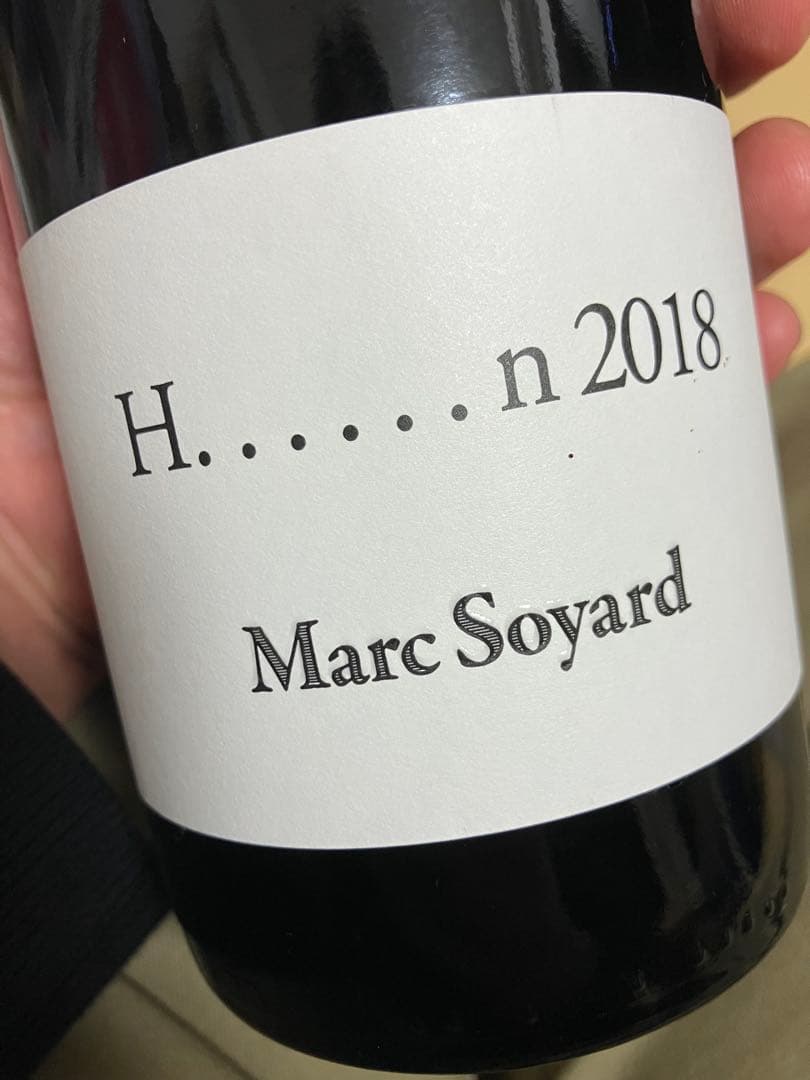 H. . . . . . n 2018
Marc Soyard